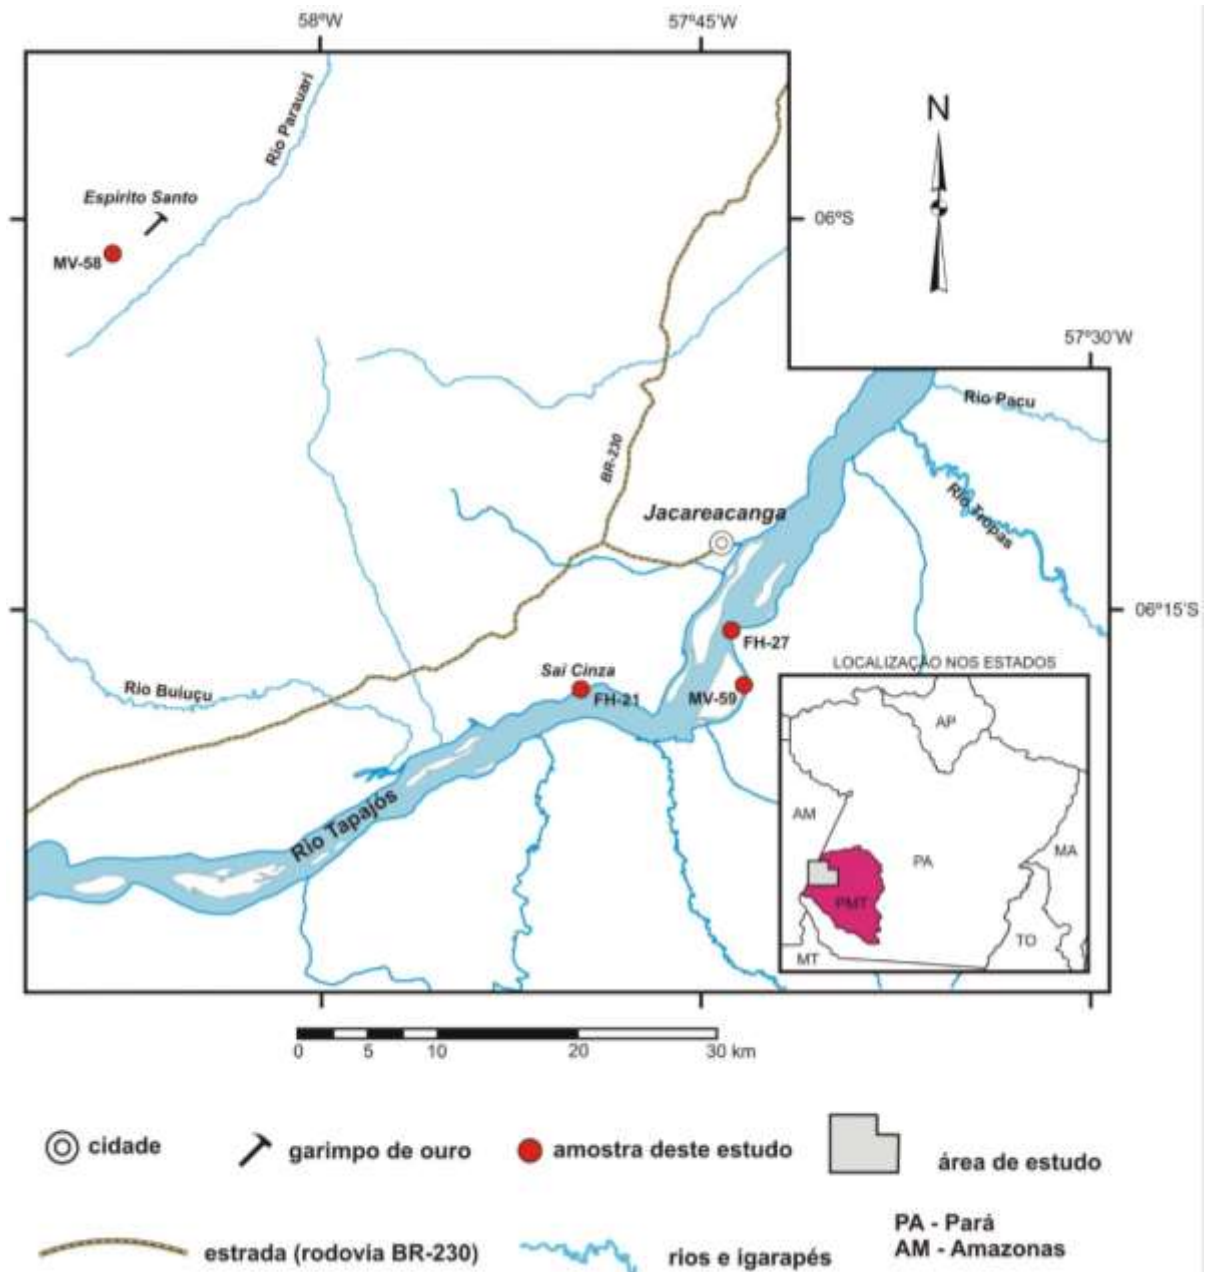 58ºW
57º45'W
Rio Parauari
N
Espirito Santo
06ºS
MV-58
57º30'W
Rio Pacu
BR-230
Rio Tropas
Jacareacanga
06º15'S
FH-27
LOCALIZAÇÃO NOS ESTADOS
Sai Cinza
Rio Buiuçu
FH-21
MV-59
AP
AM
Rio Tapajós
MA
PA
PMT
TO
MT
0 5 10 20 30 km
cidade
garimpo de ouro
amostra deste estudo
área de estudo
PA - Pará
AM - Amazonas
estrada (rodovia BR-230)
rios e igarapés